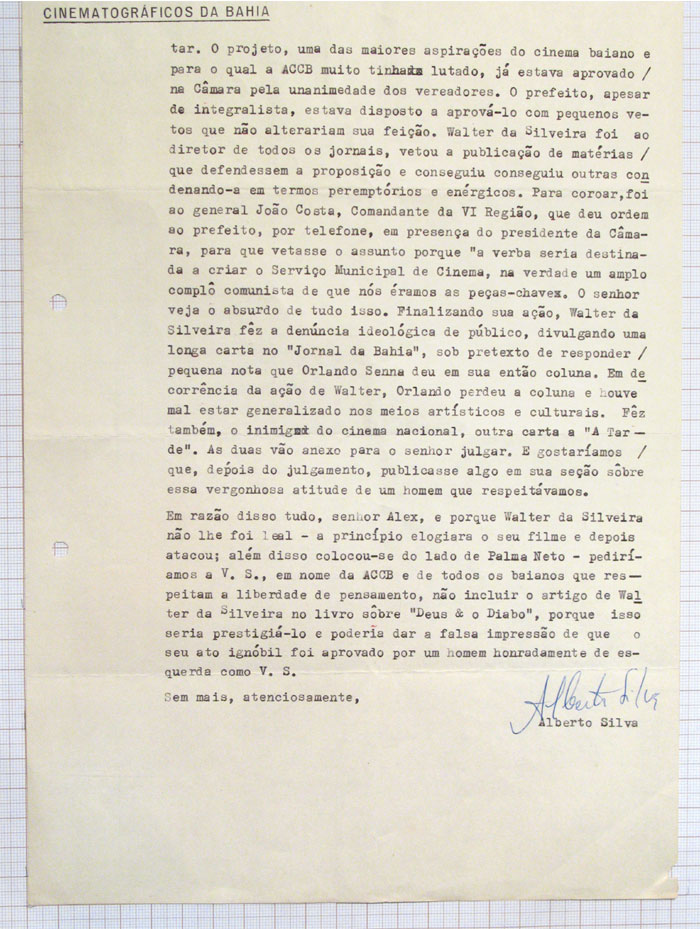 CINEMATOGRÁFICOS DA BAHIA
tar. O projeto, uma das maiores aspirações do cinema baiano e
para o qual a ACCB muito tinham lutado, já estava aprovado /
na Câmara pela unanimedade dos vereadores. O prefeito, apesar
de integralista, estava disposto a aprová-lo com pequenos ve-
tos que não alterariam sua feição. Walter da Silveira foi ao
diretor de todos os jornais, vetou a publicação de matérias /
que defendessem a proposição e conseguiu conseguiu outras con
denando-a em termos peremptórios e enérgicos. Para coroar,foi
ao general João Costa, Comandante da VI Região, que deu ordem
ao prefeito, por telefone, em presença do presidente da Câma-
ra, para que vetasse o assunto porque "a verba seria destina-
da a criar o Serviço Municipal de Cinema, na verdade um amplo
complô comunista de que nós éramos as peças-chaves. O senhor
veja o absurdo de tudo isso. Finalizando sua ação, Walter da
Silveira fêz a denúncia ideológica de público, divulgando uma
longa carta no "Jornal da Bahia", sob pretexto de responder /
pequena nota que Orlando Senna deu em sua então coluna. Em de
corrência da ação de Walter, Orlando perdeu a coluna e houve
mal estar generalizado nos meios artísticos e culturais. Fêz
também, o inimigo do cinema nacional, outra carta a "A Tar-
de". As duas vão anexo para o senhor julgar. E gostaríamos /
que, depois do julgamento, publicasse algo em sua seção sôbre
essa vergonhosa atitude de um homem que respeitávamos.
Em razão disso tudo, senhor Alex, e porque Walter da Silveira
não lhe foi leal - a princípio elogiara o seu filme e depois
atacou; além disso colocou-se do lado de Palma Neto - pedirí-
amos a V. S., em nome da ACCB e de todos os baianos que res-
peitam a liberdade de pensamento, não incluir o artigo de Wal
ter da Silveira no livro sôbre "Deus & o Diabo", porque isso
seria prestigiá-lo e poderia dar a falsa impressão de que o
seu ato ignóbil foi aprovado por um homem honradamente de es-
querda como V. S.
Sem mais, atenciosamente,
Alberto Silva
Alberto Silva